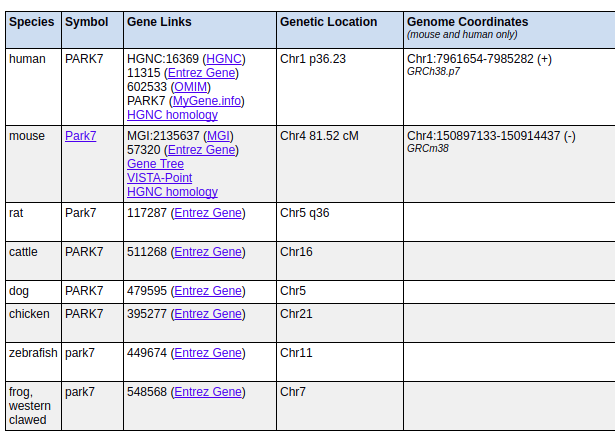 Species Symbol Gene Links Genetic Location Genome Coordinates
(mouse and human only)
human PARK7 HGNC:16369 (HGNC) Chr1 p36.23 Chr1:7961654-7985282 (+)
11315 (Entrez Gene) GRCh38.p7
602533 (OMIM)
PARK7 (MyGene.info)
HGNC homology
mouse Park7 MGI:2135637 (MGI) Chr4 81.52 cM Chr4:150897133-150914437 (-)
57320 (Entrez Gene) GRCm38
Gene Tree
VISTA-Point
HGNC homology
rat Park7 117287 (Entrez Gene) Chr5 q36
cattle PARK7 511268 (Entrez Gene) Chr16
dog PARK7 479595 (Entrez Gene) Chr5
chicken PARK7 395277 (Entrez Gene) Chr21
zebrafish park7 449674 (Entrez Gene) Chr11
frog, park7 548568 (Entrez Gene) Chr7
western
clawed